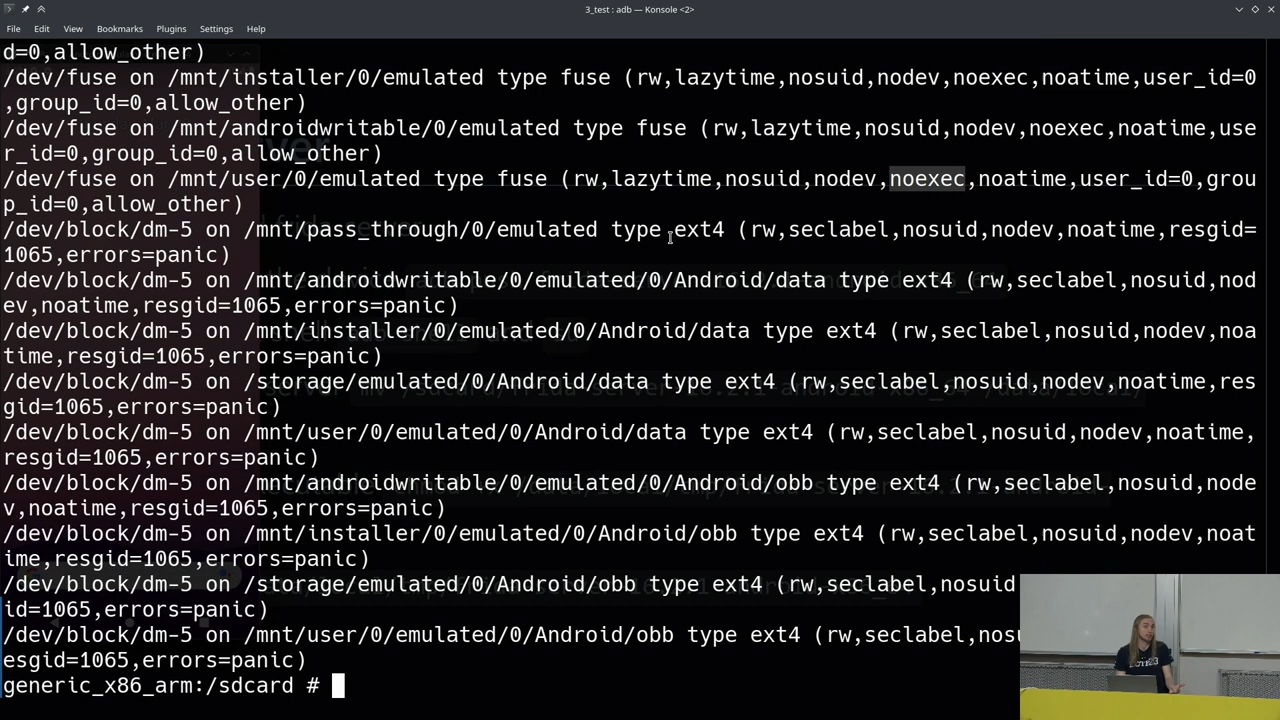 3_test : adb — Konsole <2>
File Edit View Bookmarks Plugins Settings Help
d=0,allow_other)
/dev/fuse on /mnt/installer/0/emulated type fuse (rw,lazytime,nosuid,nodev,noexec,noatime,user_id=0
,group_id=0,allow_other)
/dev/fuse on /mnt/androidwritable/0/emulated type fuse (rw,lazytime,nosuid,nodev,noexec,noatime,use
r_id=0,group_id=0,allow_other)
/dev/fuse on /mnt/user/0/emulated type fuse (rw,lazytime,nosuid,nodev,noexec,noatime,user_id=0,grou
p_id=0,allow_other)
/dev/block/dm-5 on /mnt/pass_through/0/emulated type ext4 (rw,seclabel,nosuid,nodev,noatime,resgid=
1065,errors=panic)
/dev/block/dm-5 on /mnt/androidwritable/0/emulated/0/Android/data type ext4 (rw,seclabel,nosuid,nod
ev,noatime,resgid=1065,errors=panic)
/dev/block/dm-5 on /mnt/installer/0/emulated/0/Android/data type ext4 (rw,seclabel,nosuid,nodev,noa
time,resgid=1065,errors=panic)
/dev/block/dm-5 on /storage/emulated/0/Android/data type ext4 (rw,seclabel,nosuid,nodev,noatime,res
gid=1065,errors=panic)
/dev/block/dm-5 on /mnt/user/0/emulated/0/Android/data type ext4 (rw,seclabel,nosuid,nodev,noatime,
resgid=1065,errors=panic)
/dev/block/dm-5 on /mnt/androidwritable/0/emulated/0/Android/obb type ext4 (rw,seclabel,nosuid,node
v,noatime,resgid=1065,errors=panic)
/dev/block/dm-5 on /mnt/installer/0/emulated/0/Android/obb type ext4 (rw,seclabel,nosuid,nodev,noat
ime,resgid=1065,errors=panic)
/dev/block/dm-5 on /storage/emulated/0/Android/obb type ext4 (rw,seclabel,nosuid
id=1065,errors=panic)
/dev/block/dm-5 on /mnt/user/0/emulated/0/Android/obb type ext4 (rw,seclabel,nosu
esgid=1065,errors=panic)
generic_x86_arm:/sdcard #